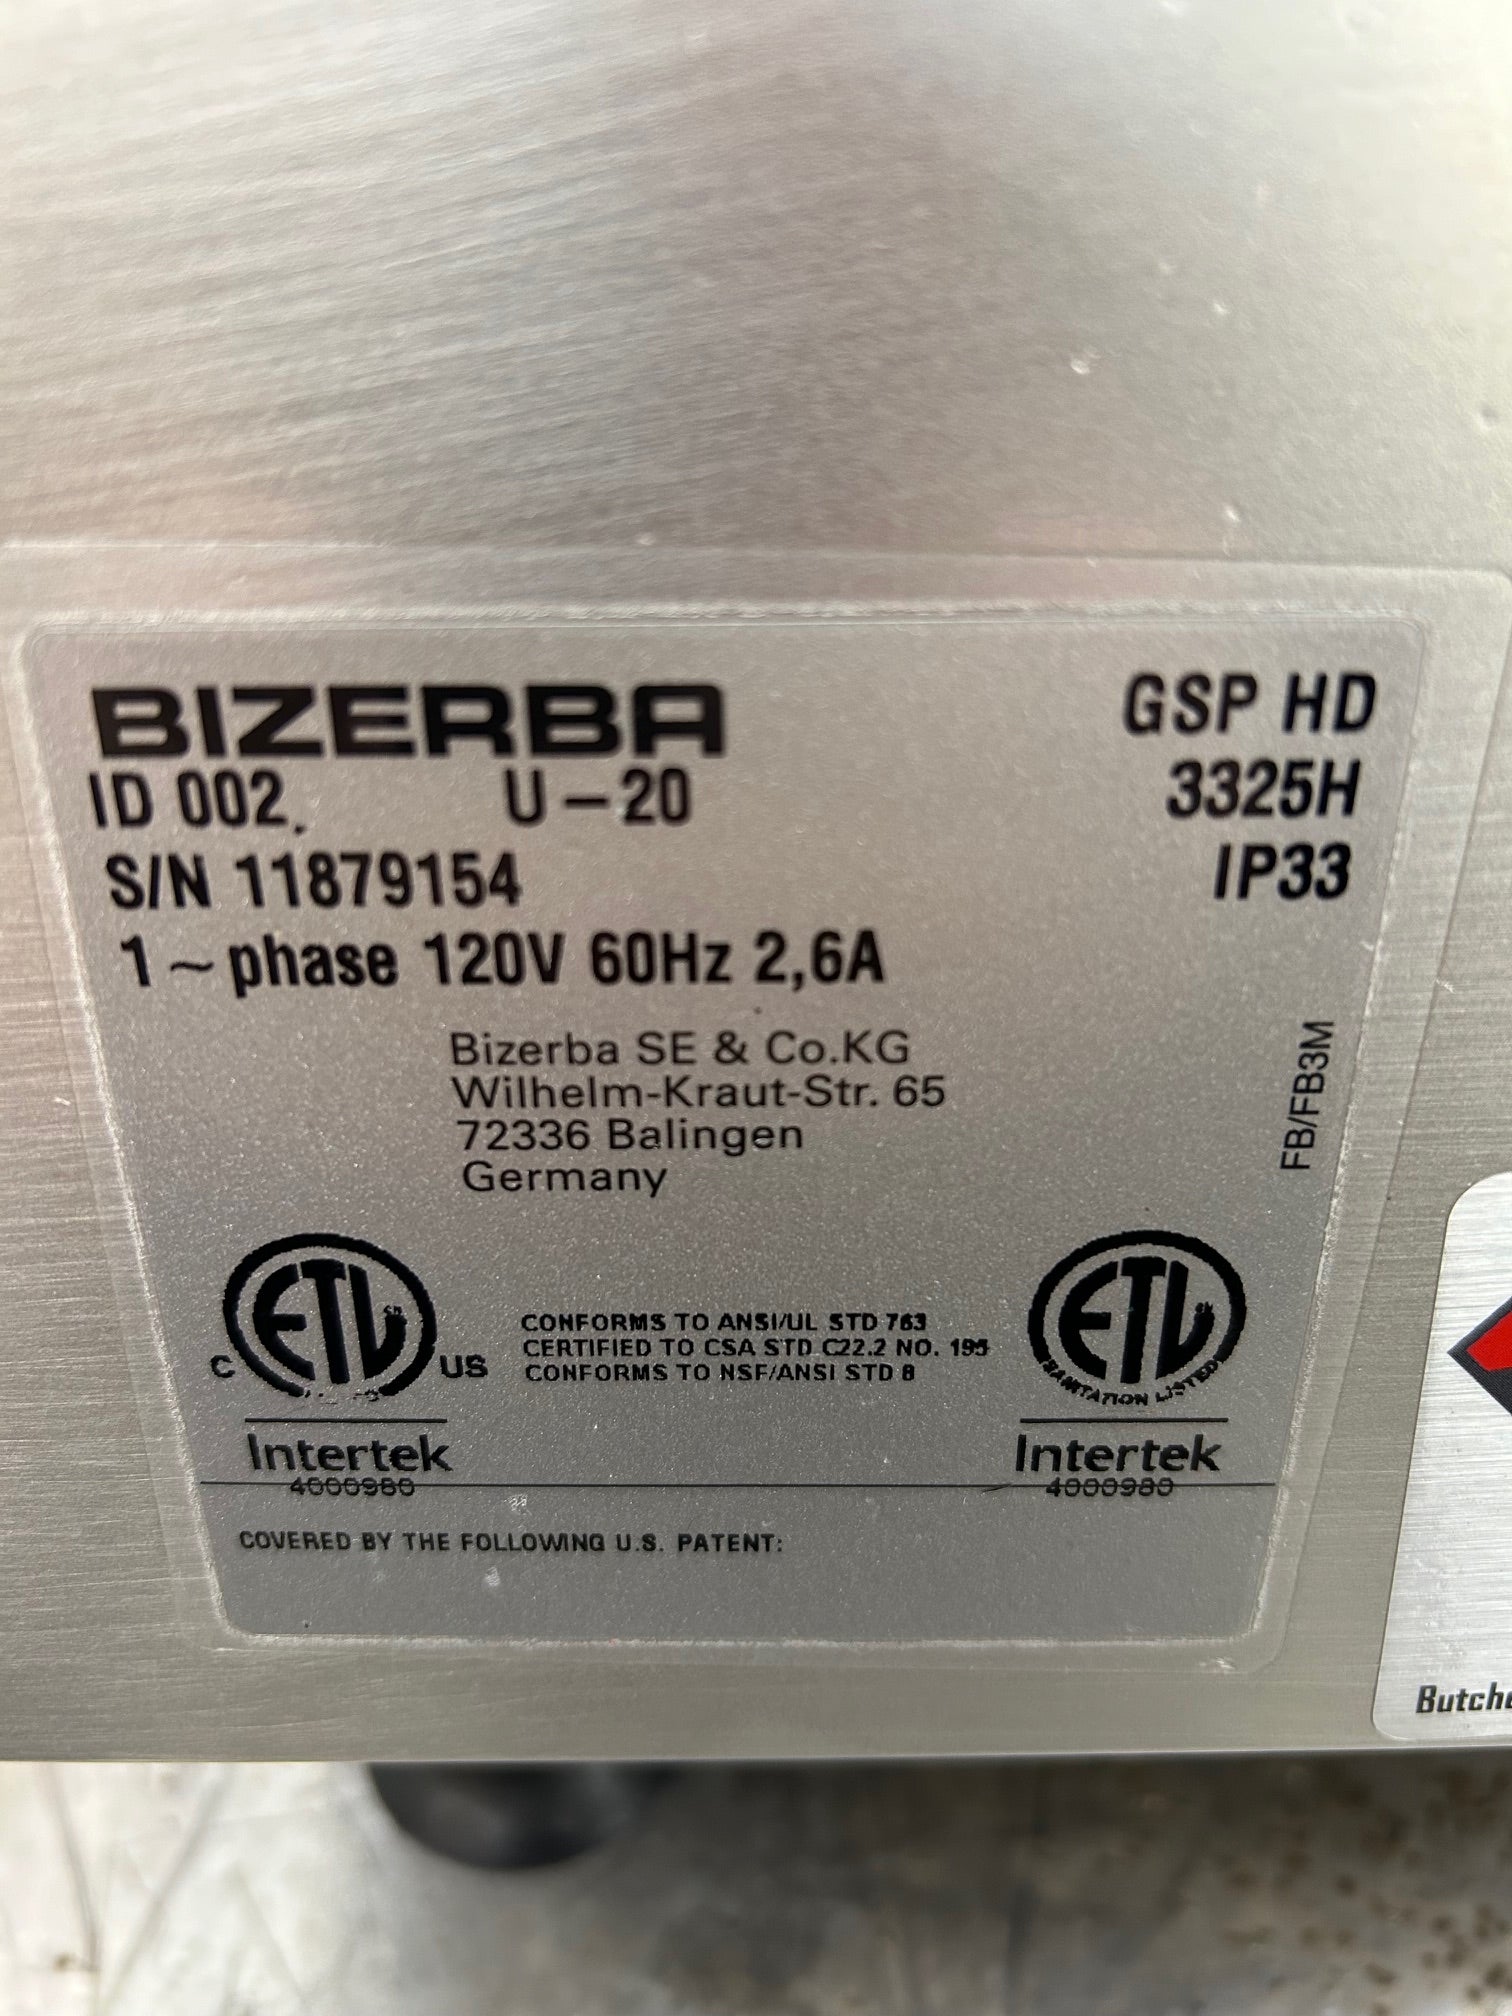 BIZERBA GSP HD
ID 002. U-20 3325H
S/N 11879154 IP33
1 ~ phase 120V 60Hz 2,6A
Bizerba SE & Co.KG
Wilhelm-Kraut-Str. 65
72336 Balingen
Germany
FB/FB3M
ETL CM
C US
CONFORMS TO ANSI/UL STD 763
CERTIFIED TO CSA STD C22.2 NO. 195
CONFORMS TO NSF/ANSI STD 8
ETL
SANITATION LISTED
Intertek Intertek
4000980 4000980
COVERED BY THE FOLLOWING U.S. PATENT: